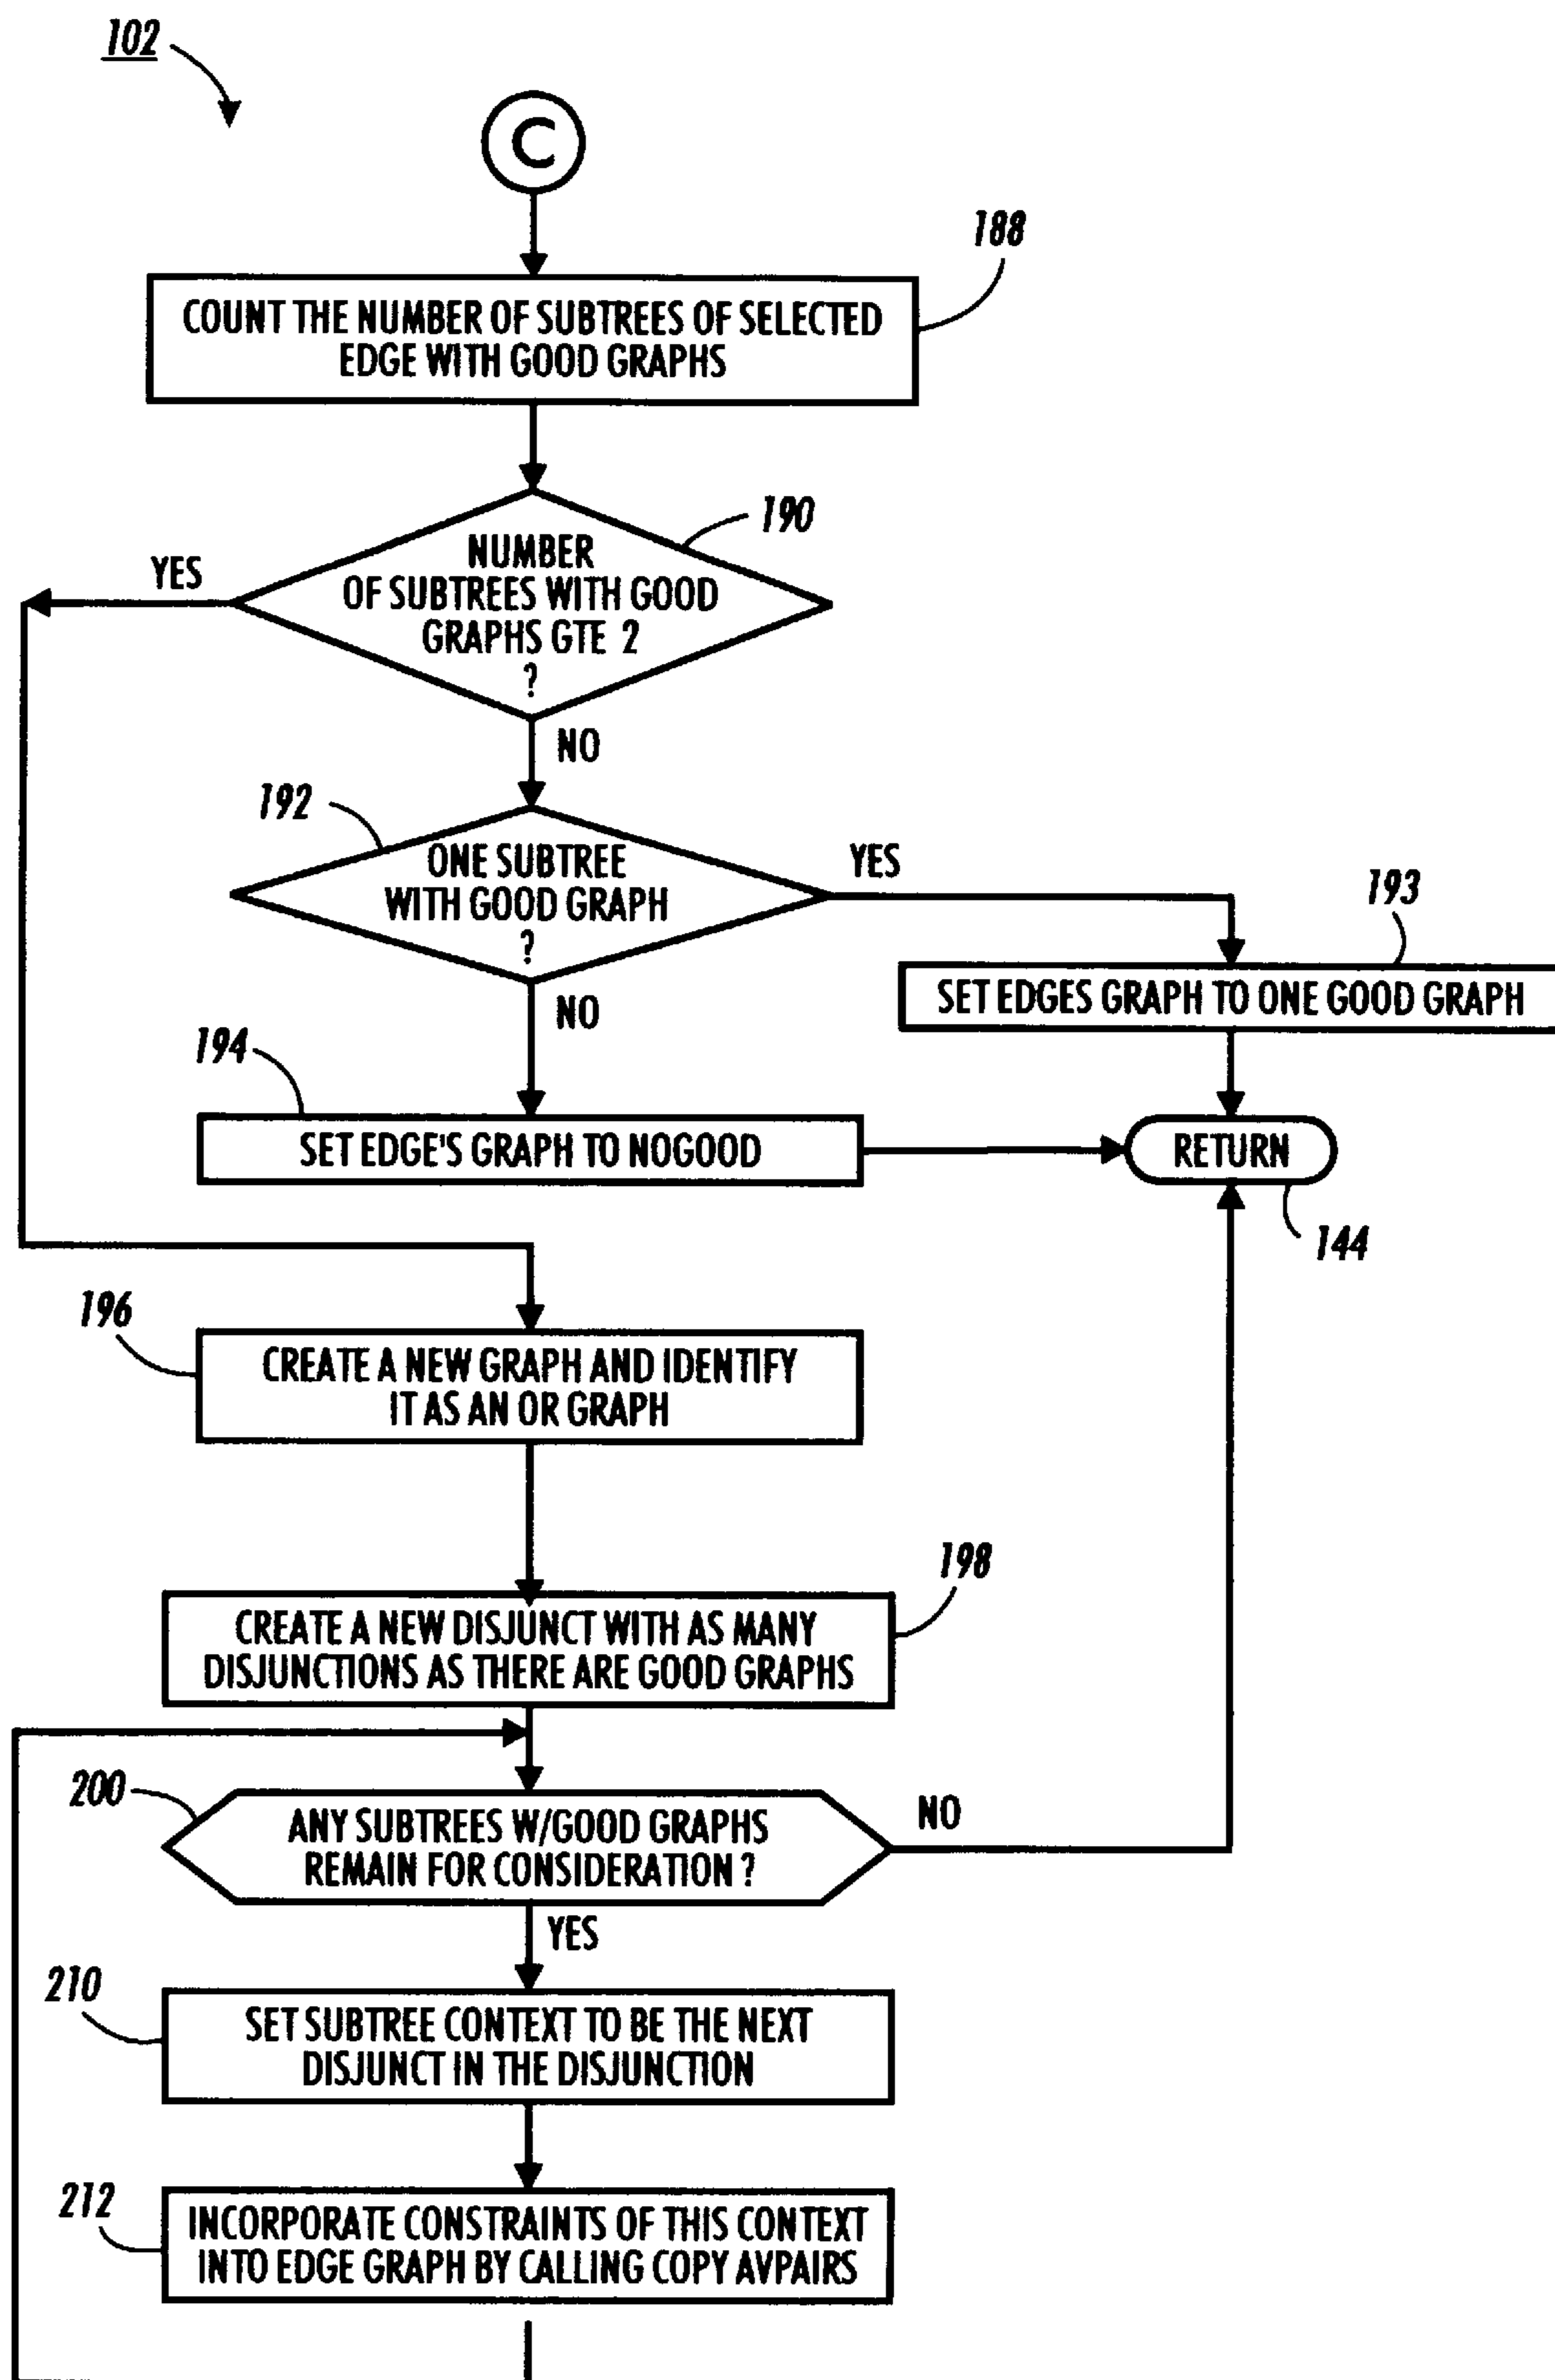 102
C
188
COUNT THE NUMBER OF SUBTREES OF SELECTED
EDGE WITH GOOD GRAPHS
190
NUMBER
OF SUBTREES WITH GOOD
GRAPHS GTE 2
?
YES
NO
192
ONE SUBTREE
WITH GOOD GRAPH
?
YES
193
SET EDGES GRAPH TO ONE GOOD GRAPH
NO
194
SET EDGE'S GRAPH TO NOGOOD
RETURN
144
196
CREATE A NEW GRAPH AND IDENTIFY
IT AS AN OR GRAPH
198
CREATE A NEW DISJUNCT WITH AS MANY
DISJUNCTIONS AS THERE ARE GOOD GRAPHS
200
ANY SUBTREES W/GOOD GRAPHS
REMAIN FOR CONSIDERATION ?
NO
YES
210
SET SUBTREE CONTEXT TO BE THE NEXT
DISJUNCT IN THE DISJUNCTION
212
INCORPORATE CONSTRAINTS OF THIS CONTEXT
INTO EDGE GRAPH BY CALLING COPY AVPAIRS